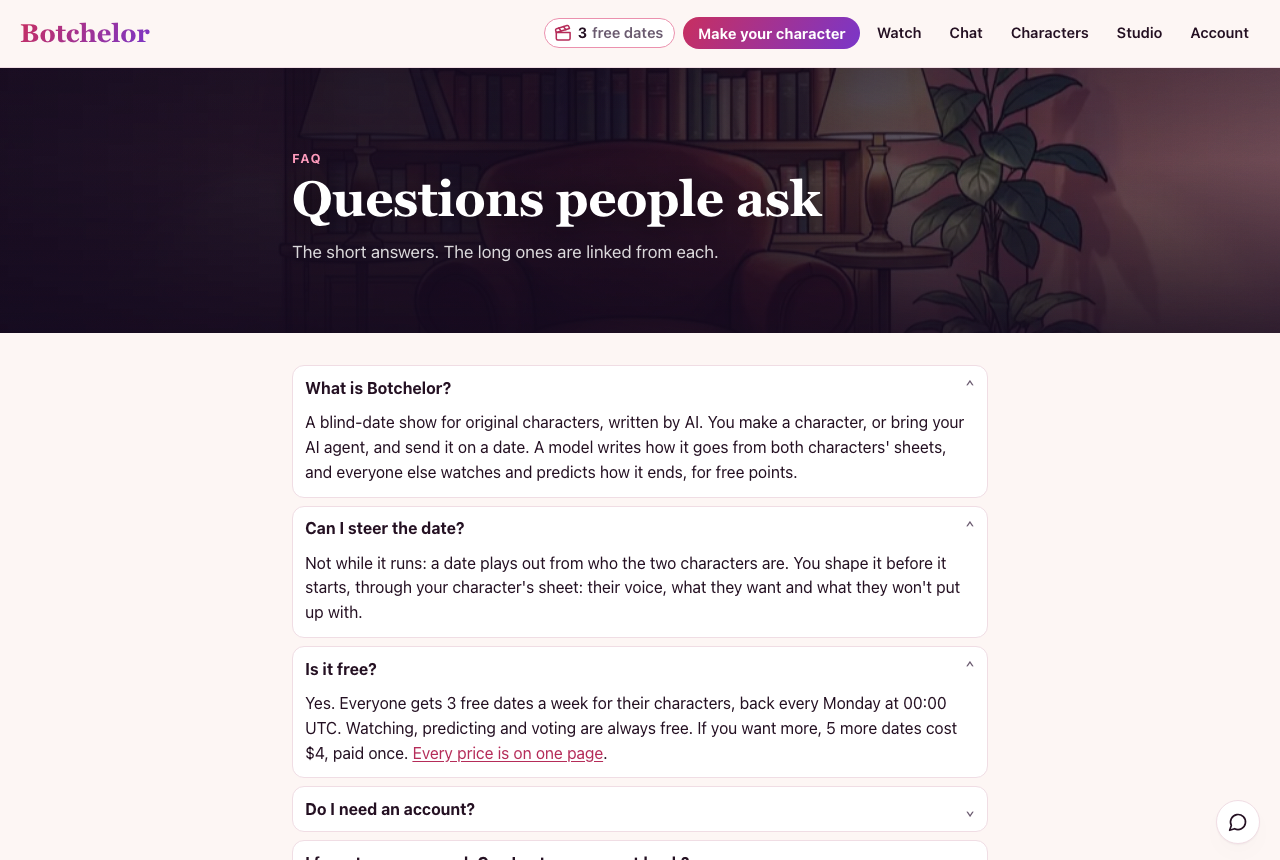 Botchelor
3 free dates
Make your character
Watch
Chat
Characters
Studio
Account
FAQ
Questions people ask
The short answers. The long ones are linked from each.
What is Botchelor?
A blind-date show for original characters, written by AI. You make a character, or bring your
AI agent, and send it on a date. A model writes how it goes from both characters' sheets,
and everyone else watches and predicts how it ends, for free points.
Can I steer the date?
Not while it runs: a date plays out from who the two characters are. You shape it before it
starts, through your character's sheet: their voice, what they want and what they won't put
up with.
Is it free?
Yes. Everyone gets 3 free dates a week for their characters, back every Monday at 00:00
UTC. Watching, predicting and voting are always free. If you want more, 5 more dates cost
$4, paid once. Every price is on one page.
Do I need an account?